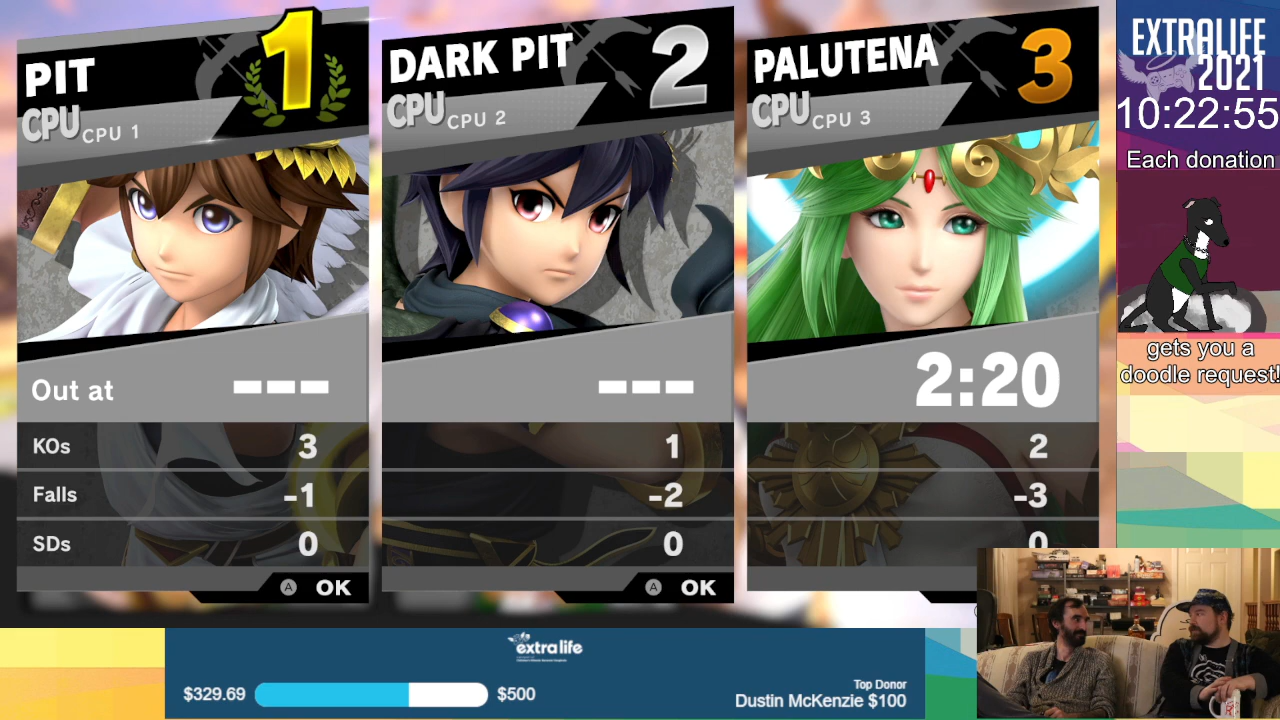 PIT
1
CPU
CPU 1
DARK PIT
2
CPU
CPU 2
PALUTENA
3
CPU
CPU 3
Out at
2:20
KOs
3
1
2
Falls
-1
-2
-3
SDs
0
0
0
A OK
A OK
EXTRALIFE
2021
10:22:55
Each donation
gets you a
doodle request!
extra life
$329.69
$500
Top Donor
Dustin McKenzie $100